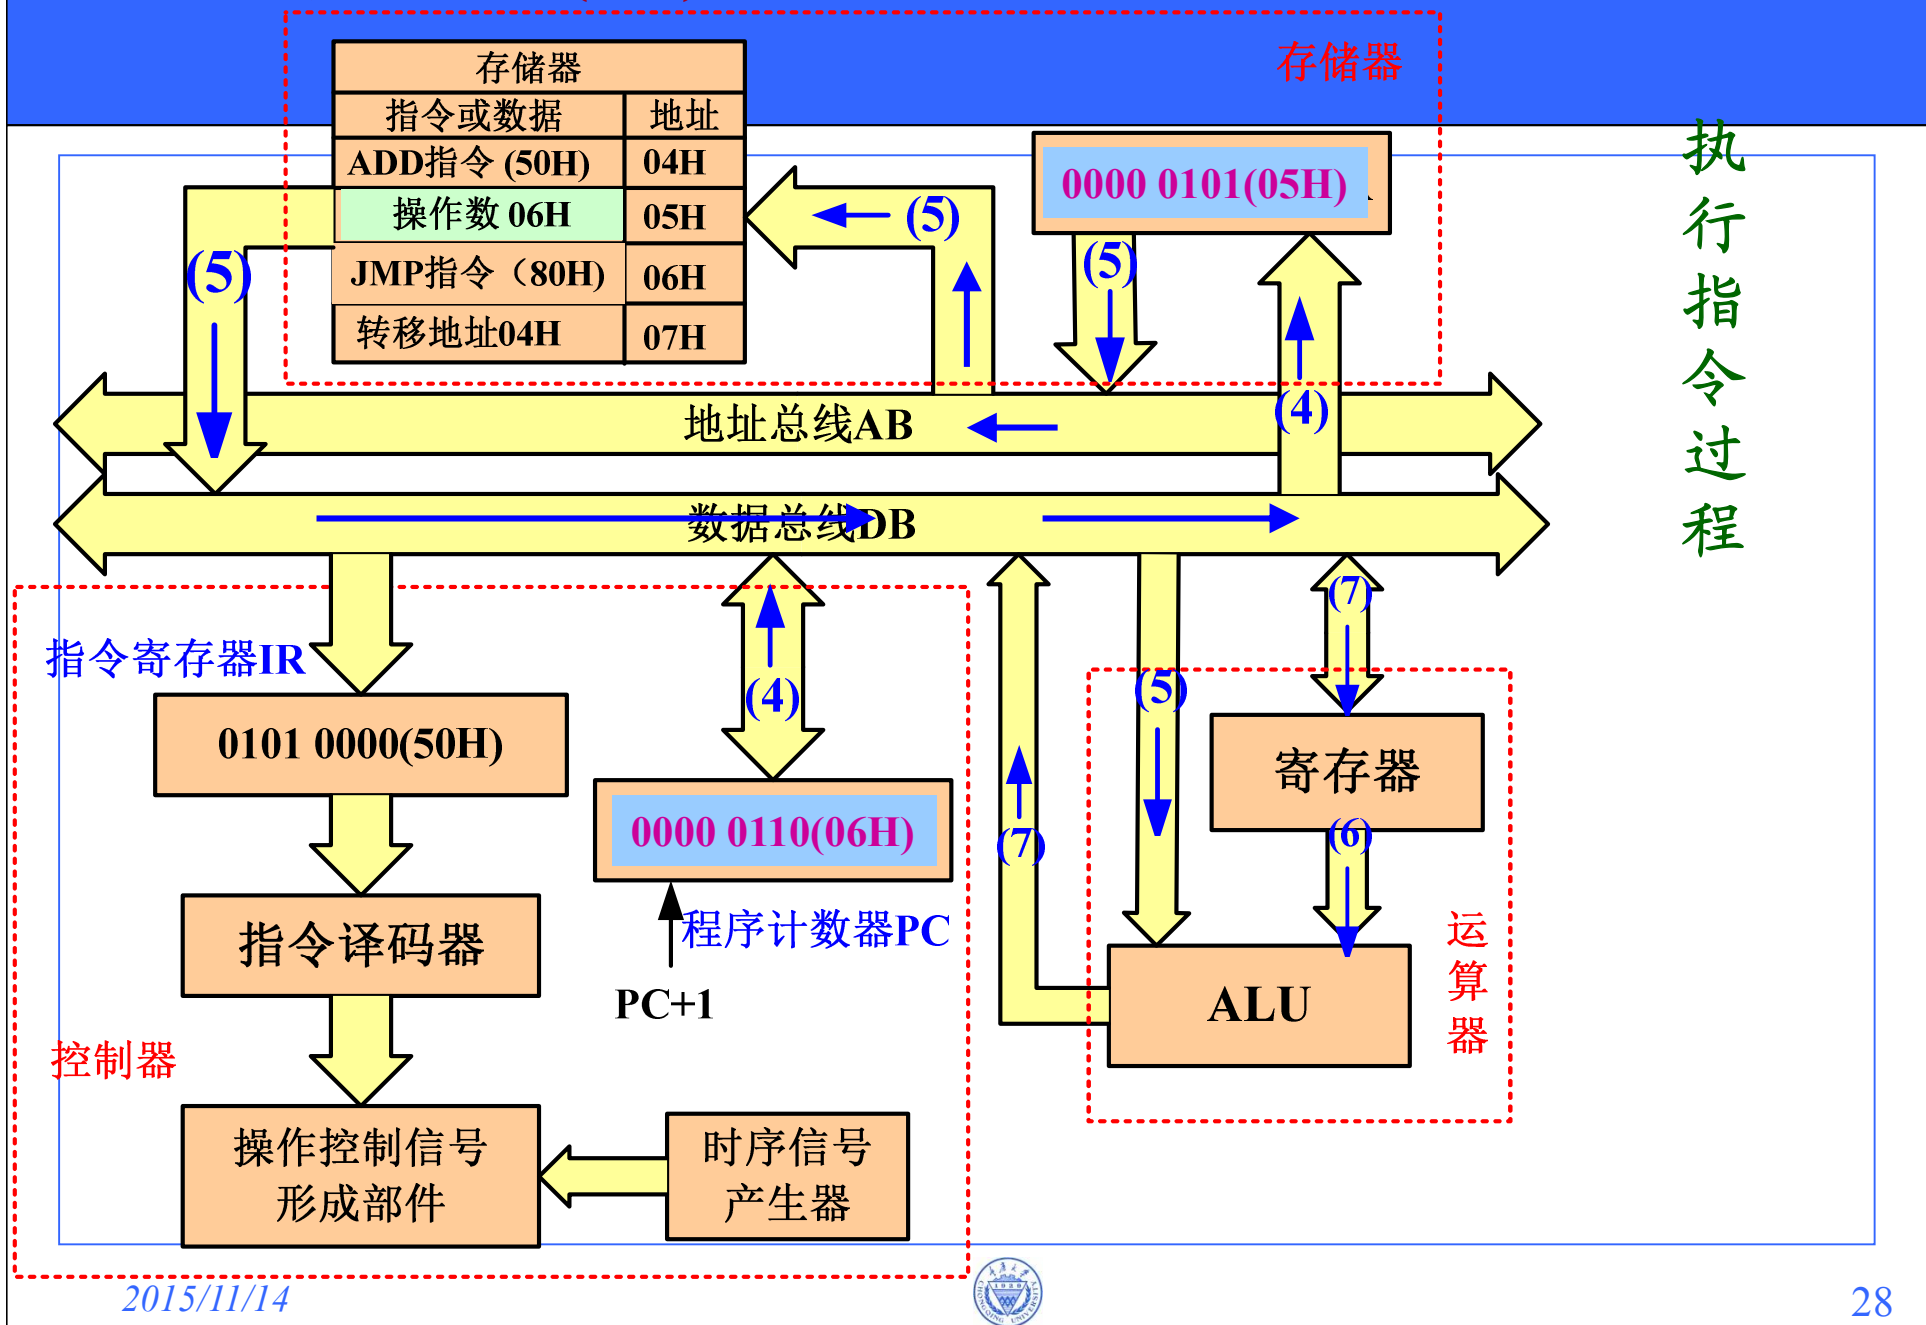 存储器
指令或数据 地址
ADD指令 (50H) 04H
操作数 06H 05H
JMP指令（80H) 06H
转移地址04H 07H
存储器
0000 0101(05H)
(5)
(5)
(5)
(4)
地址总线AB
数据总线DB
执
行
指
令
过
程
指令寄存器IR
0101 0000(50H)
(4)
0000 0110(06H)
程序计数器PC
PC+1
指令译码器
控制器
操作控制信号
形成部件
时序信号
产生器
(7)
(5)
(7)
寄存器
(6)
ALU
运
算
器
2015/11/14
CHONGQING UNIVERSITY
1929
28